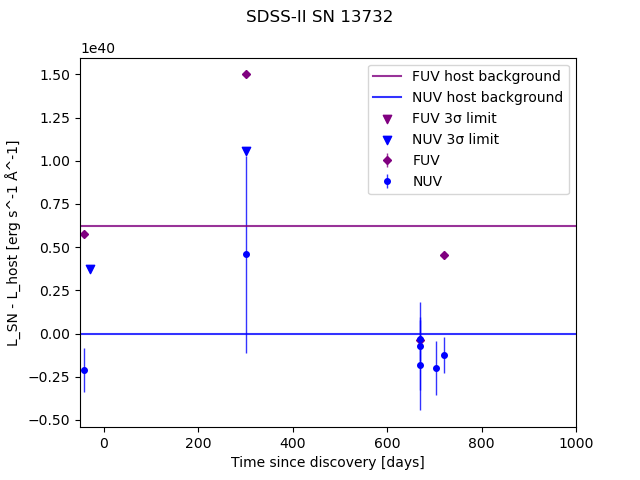 SDSS-II SN 13732
1e40
FUV host background
NUV host background
FUV 3σ limit
NUV 3σ limit
FUV
NUV
1.50
1.25
1.00
0.75
0.50
0.25
0.00
−0.25
−0.50
L_SN - L_host [erg s^-1 Å^-1]
0 200 400 600 800 1000
Time since discovery [days]